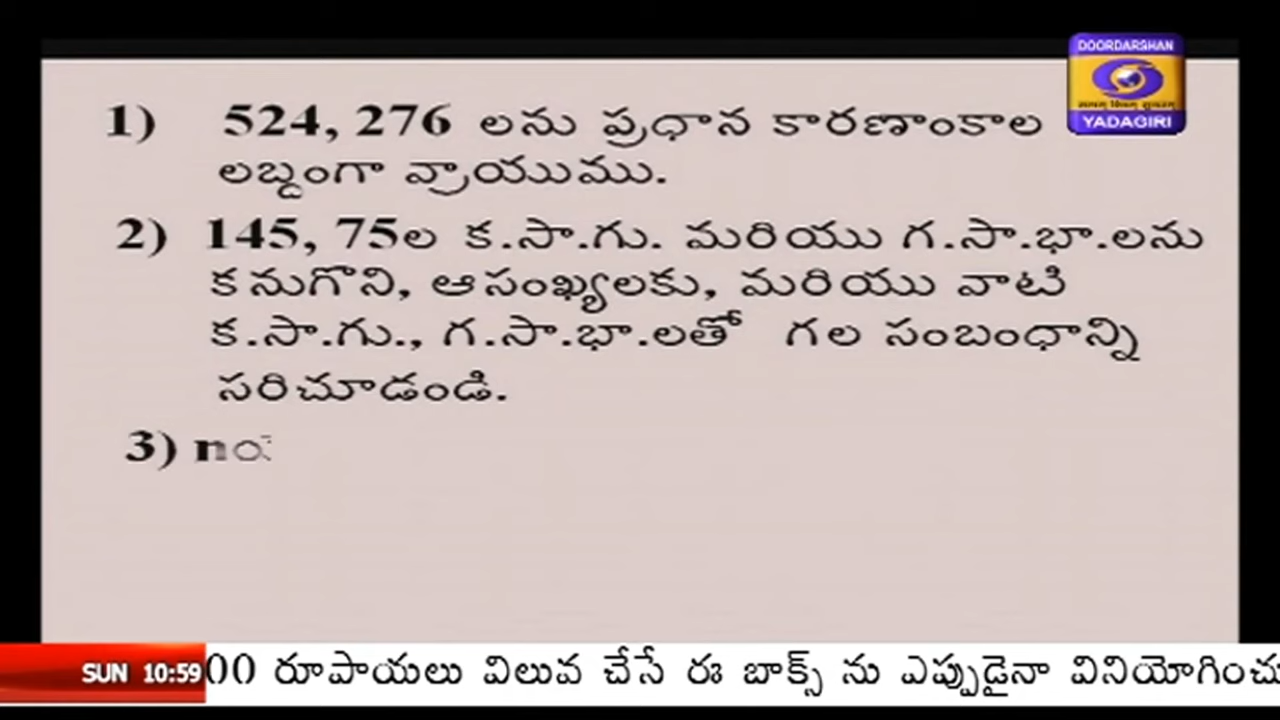 DOORDARSHAN
YADAGIRI
1) 524, 276 లను ప్రధాన కారణాంకాల
లబ్దంగా వ్రాయుము.
2) 145, 75ల క.సా.గు. మరియు గ.సా.భా.లను
కనుగొని, ఆసంఖ్యలకు, మరియు వాటి
క.సా.గు., గ.సా.భా.లతో గల సంబంధాన్ని
సరిచూడండి.
3) n
SUN 10:59 00 రూపాయలు విలువ చేసే ఈ బాక్స్ ను ఎప్పుడైనా వినియోగించు